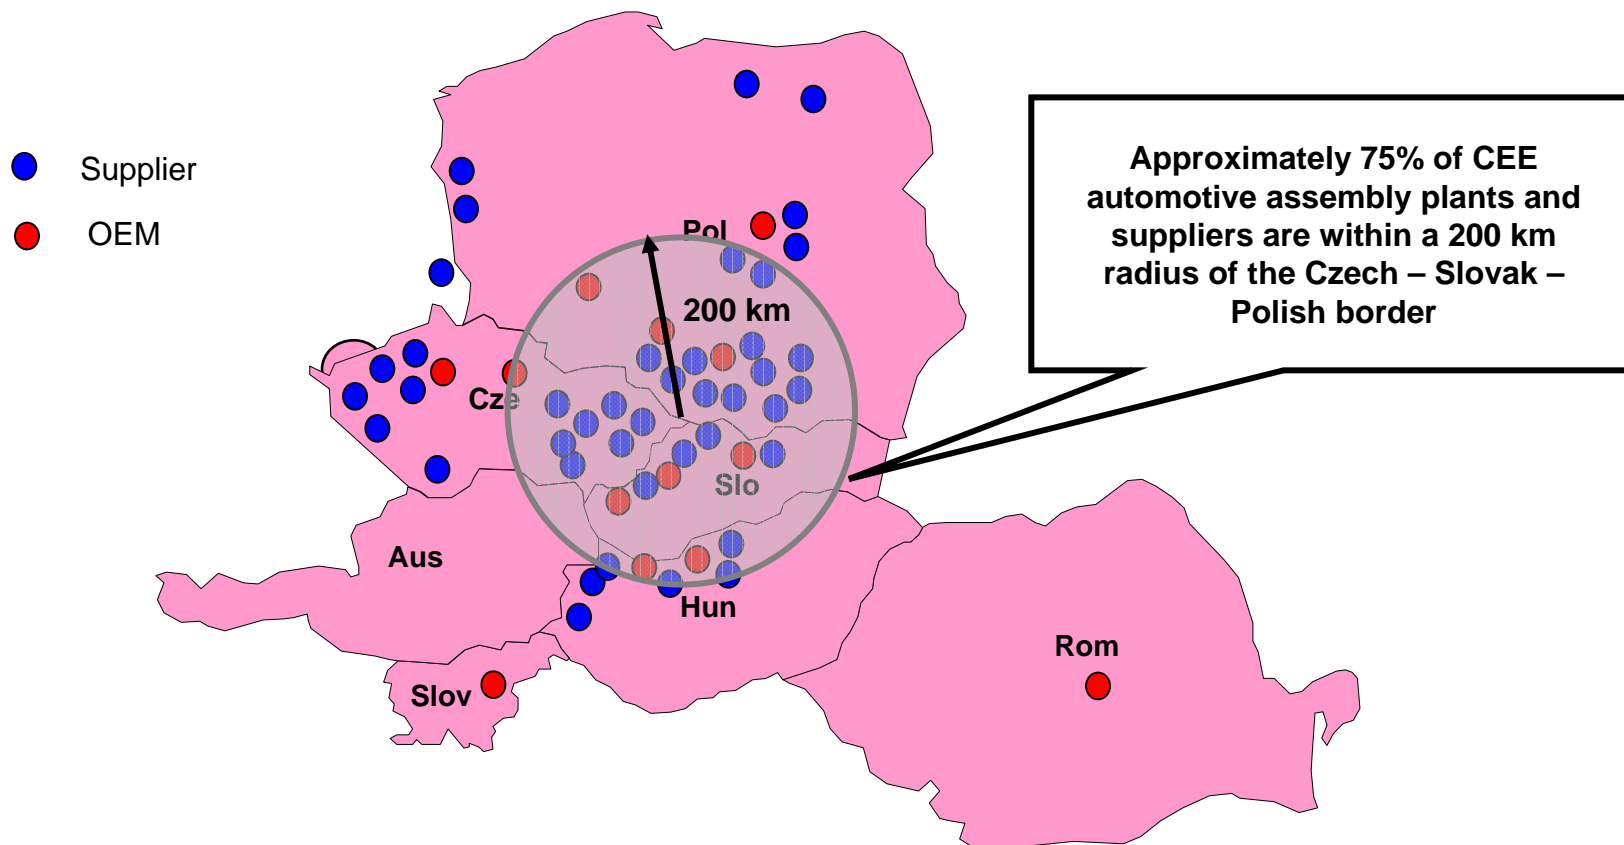 Supplier
OEM
Approximately 75% of CEE
automotive assembly plants and
suppliers are within a 200 km
radius of the Czech – Slovak –
Polish border
Pol
200 km
Cze
Slo
Aus
Hun
Rom
Slov